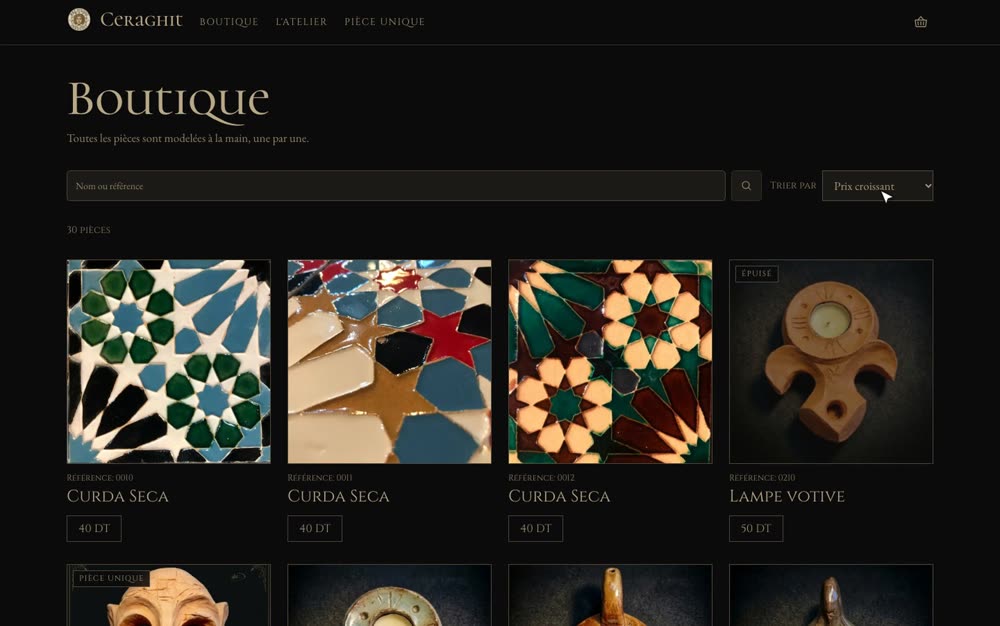 Ceraghit
BOUTIQUE
L'ATELIER
PIÈCE UNIQUE
Boutique
Toutes les pièces sont modelées à la main, une par une.
Nom ou référence
Trier par
Prix croissant
30 pièces
ÉPUISÉ
Référence: 0010
Curda Seca
40 DT
Référence: 0011
Curda Seca
40 DT
Référence: 0012
Curda Seca
40 DT
Référence: 0210
Lampe votive
50 DT
PIÈCE UNIQUE